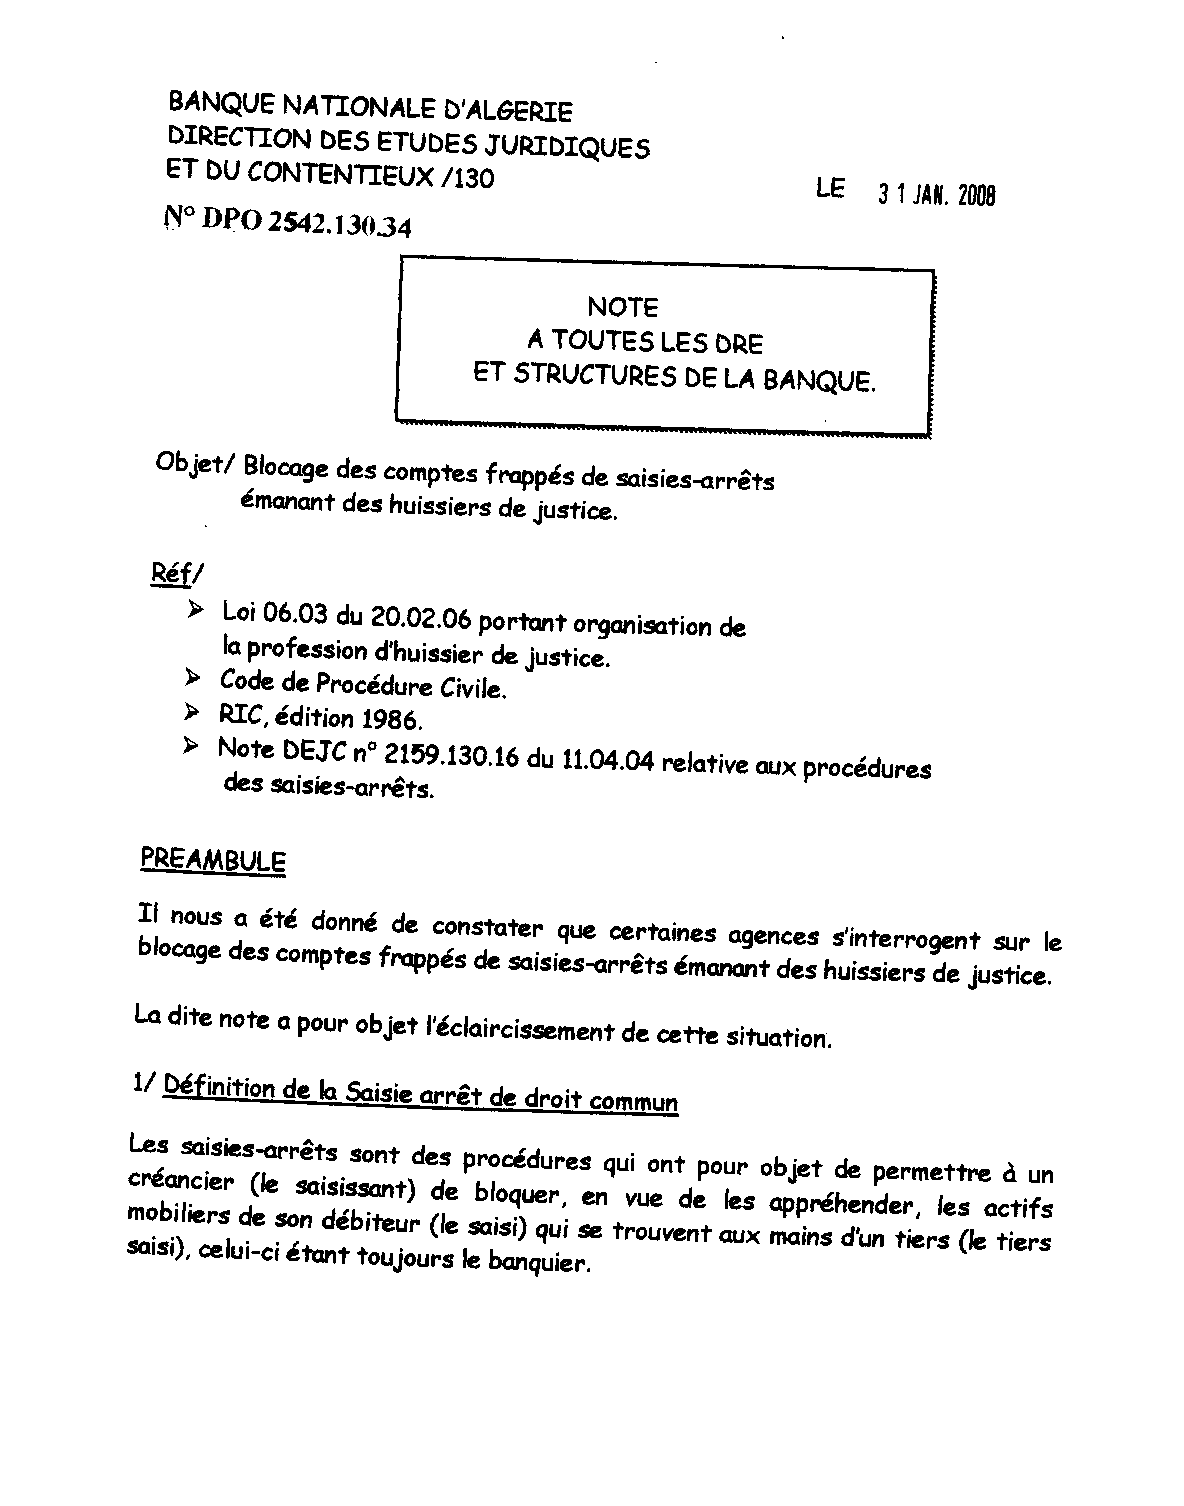 BANQUE NATIONALE D'ALGERIE
DIRECTION DES ETUDES JURIDIQUES
ET DU CONTENTIEUX /130
LE 31 JAN. 2008
N° DPO 2542.130.34
NOTE
A TOUTES LES DRE
ET STRUCTURES DE LA BANQUE.
Objet/ Blocage des comptes frappés de saisies-arrêts
émanant des huissiers de justice.
Réf/
➢ Loi 06.03 du 20.02.06 portant organisation de
la profession d'huissier de justice.
➢ Code de Procédure Civile.
➢ RIC, édition 1986.
➢ Note DEJC n° 2159.130.16 du 11.04.04 relative aux procédures
des saisies-arrêts.
PREAMBULE
Il nous a été donné de constater que certaines agences s'interrogent sur le
blocage des comptes frappés de saisies-arrêts émanant des huissiers de justice.
La dite note a pour objet l'éclaircissement de cette situation.
1/ Définition de la Saisie arrêt de droit commun
Les saisies-arrêts sont des procédures qui ont pour objet de permettre à un
créancier (le saisissant) de bloquer, en vue de les appréhender, les actifs
mobiliers de son débiteur (le saisi) qui se trouvent aux mains d'un tiers (le tiers
saisi), celui-ci étant toujours le banquier.